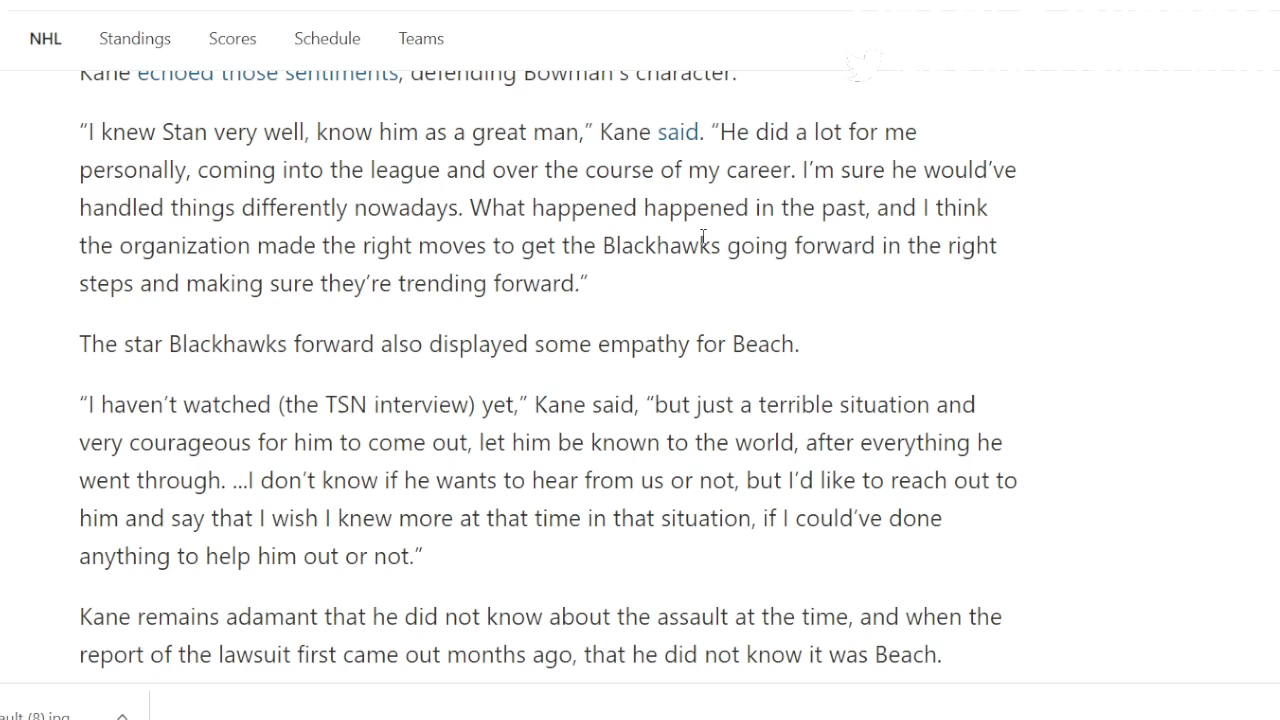 NHL Standings Scores Schedule Teams
Kane echoed those sentiments, defending Bowman's character.
“I knew Stan very well, know him as a great man,” Kane said. “He did a lot for me
personally, coming into the league and over the course of my career. I’m sure he would’ve
handled things differently nowadays. What happened happened in the past, and I think
the organization made the right moves to get the Blackhawks going forward in the right
steps and making sure they’re trending forward.”
The star Blackhawks forward also displayed some empathy for Beach.
“I haven’t watched (the TSN interview) yet,” Kane said, “but just a terrible situation and
very courageous for him to come out, let him be known to the world, after everything he
went through. ...I don’t know if he wants to hear from us or not, but I’d like to reach out to
him and say that I wish I knew more at that time in that situation, if I could’ve done
anything to help him out or not.”
Kane remains adamant that he did not know about the assault at the time, and when the
report of the lawsuit first came out months ago, that he did not know it was Beach.